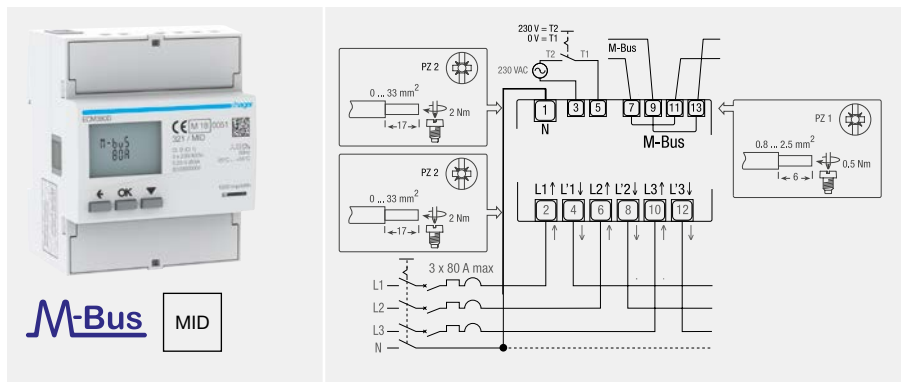 :hager
M 18 0051
321 / MID
M-buS
80A
OK
M-Bus
MID
230 V = T2
0 V = T1
T2
T1
230 VAC
M-Bus
PZ 2
0 ... 33 mm²
17
2 Nm
1
3
5
7
9
11
13
N
M-Bus
PZ 1
0.8 ... 2.5 mm²
6
0.5 Nm
PZ 2
0 ... 33 mm²
17
2 Nm
L1↑ L'1↓ L2↑ L'2↓ L3↑ L'3↓
2 4 6 8 10 12
3 x 80 A max
L1
L2
L3
N